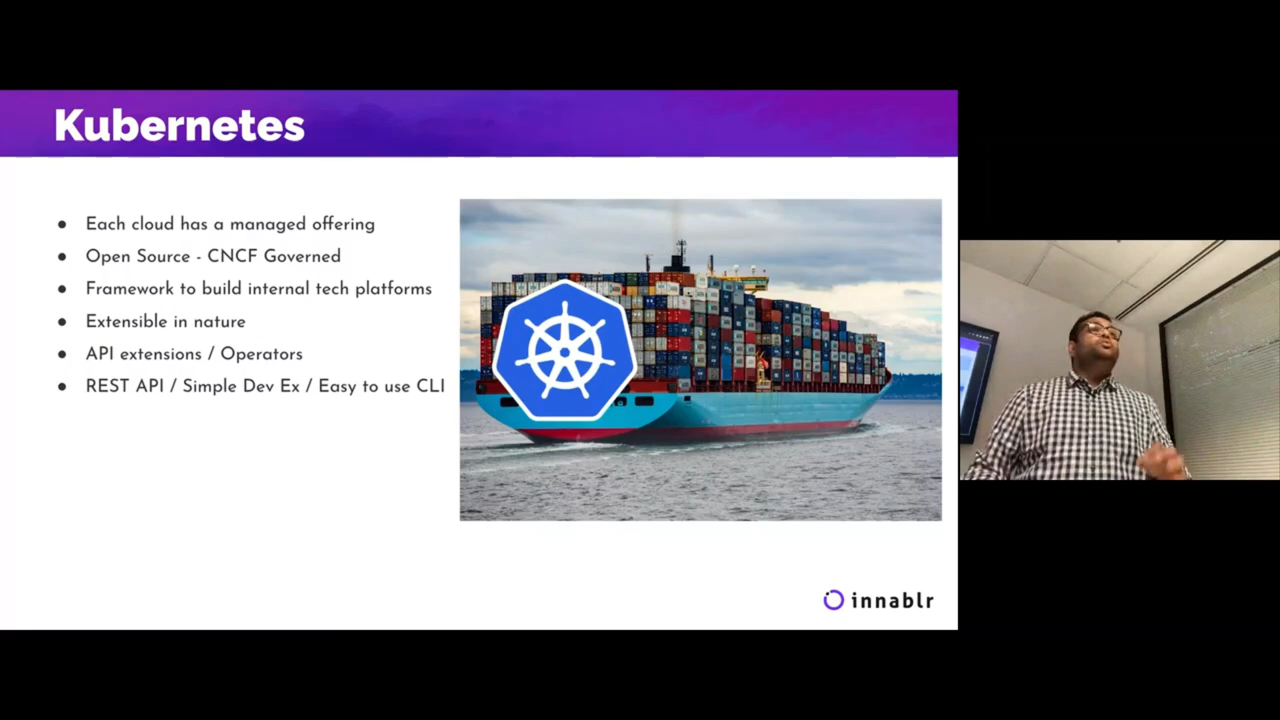 Kubernetes
● Each cloud has a managed offering
● Open Source - CNCF Governed
● Framework to build internal tech platforms
● Extensible in nature
● API extensions / Operators
● REST API / Simple Dev Ex / Easy to use CLI
innablr